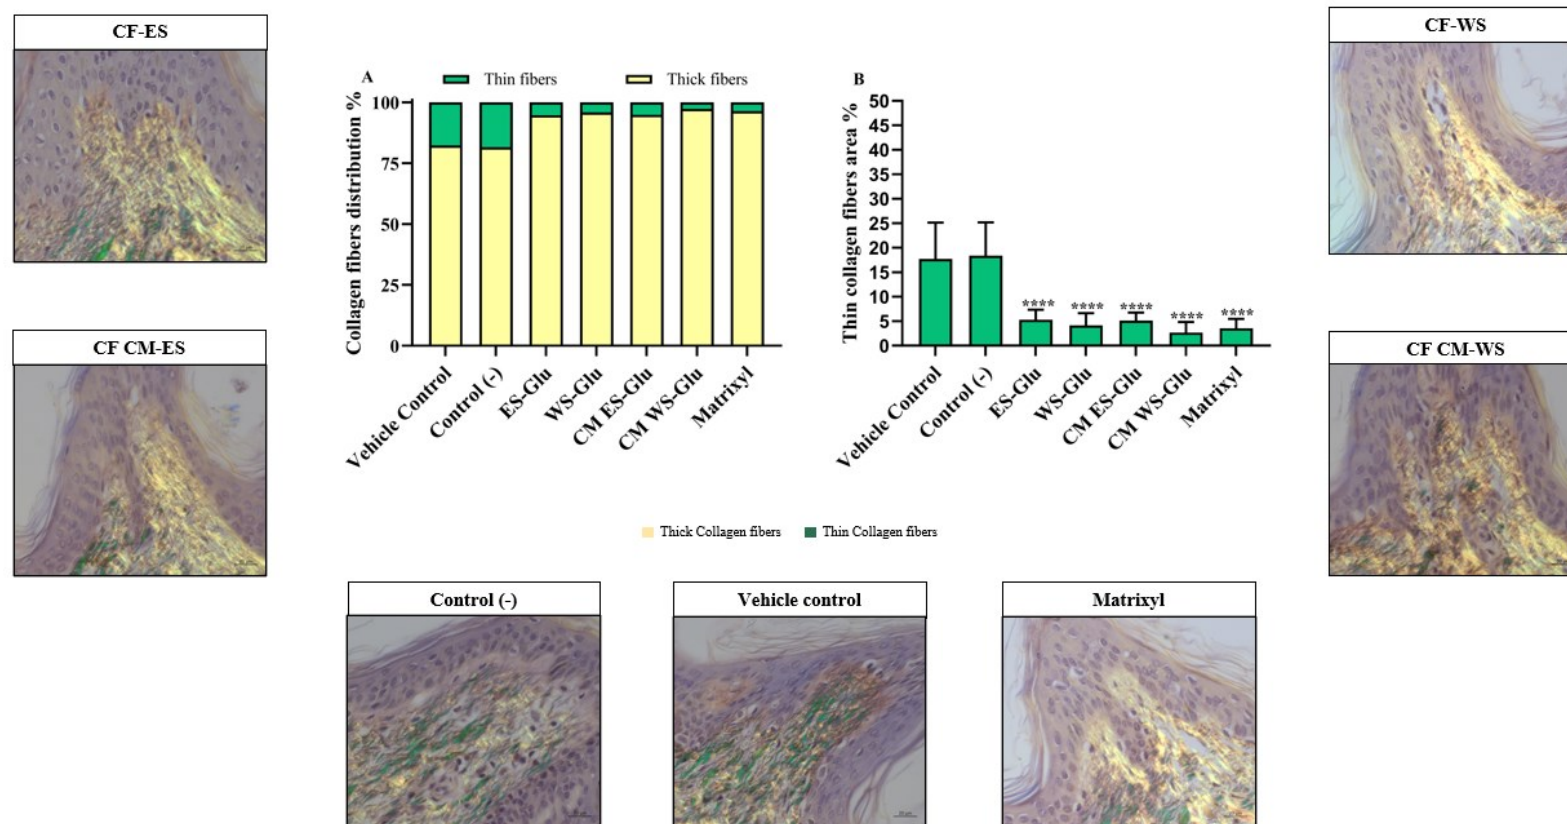 CF-ES
CF-WS
A
Thin fibers
Thick fibers
Collagen fibers distribution %
100
75
50
25
0
Vehicle Control
Control (-)
ES-Glu
WS-Glu
CM ES-Glu
CM WS-Glu
Matrixyl
B
Thin collagen fibers area %
50
45
40
35
30
25
20
15
10
5
0
****
****
****
****
****
Vehicle Control
Control (-)
ES-Glu
WS-Glu
CM ES-Glu
CM WS-Glu
Matrixyl
CF CM-ES
CF CM-WS
Thick Collagen fibers
Thin Collagen fibers
Control (-)
Vehicle control
Matrixyl